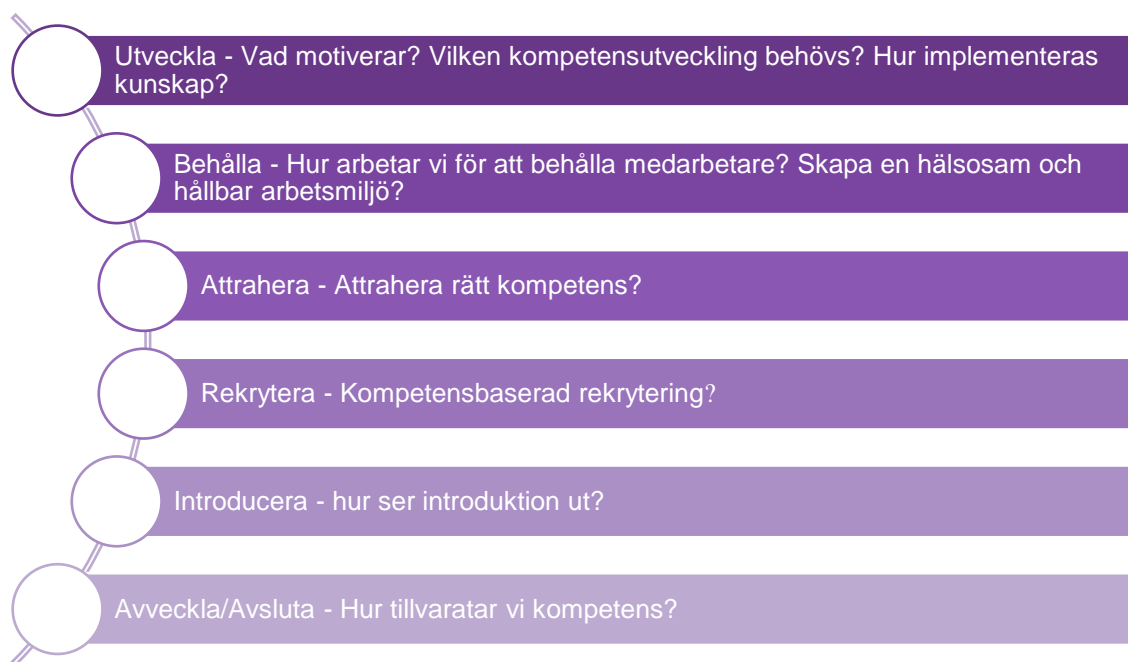 Utveckla - Vad motiverar? Vilken kompetensutveckling behövs? Hur implementeras
kunskap?
Behålla - Hur arbetar vi för att behålla medarbetare? Skapa en hälsosam och
hållbar arbetsmiljö?
Attrahera - Attrahera rätt kompetens?
Rekrytera - Kompetensbaserad rekrytering?
Introducera - hur ser introduktion ut?
Avveckla/Avsluta - Hur tillvaratar vi kompetens?